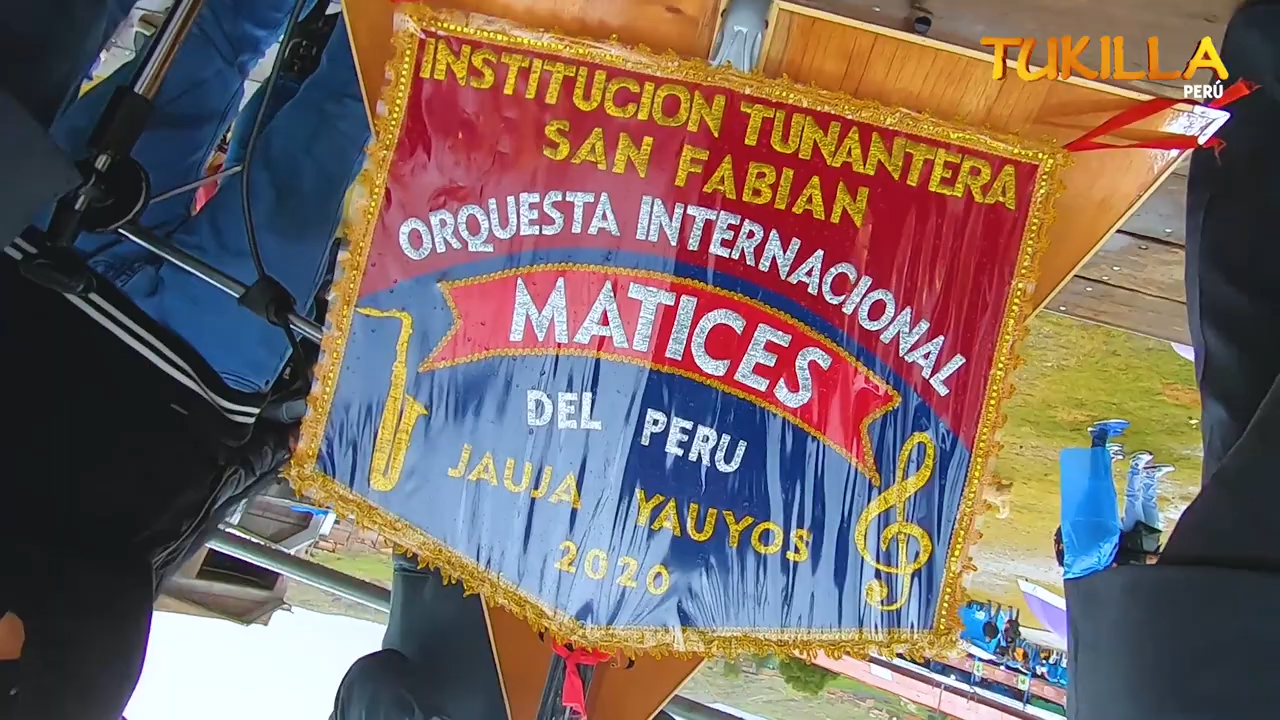 TUKILLA
PERÚ
INSTITUCION TUNANTERA
SAN FABIAN
ORQUESTA INTERNACIONAL
MATICES
DEL PERU
JAUJA YAUYOS
2020